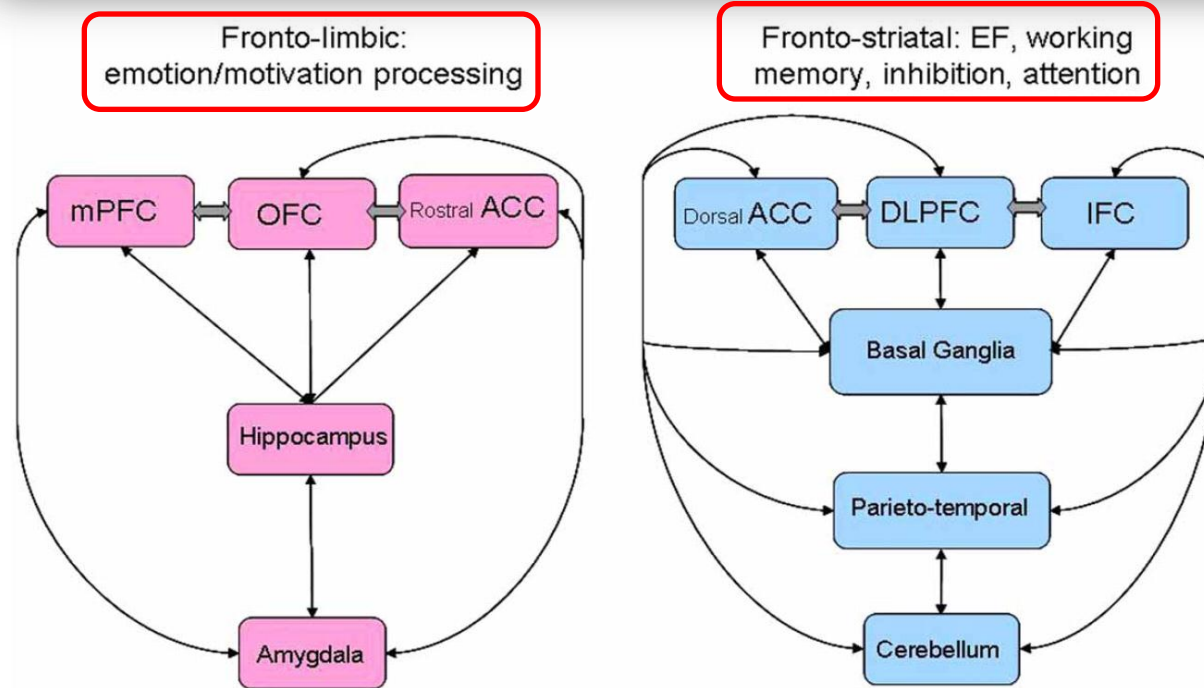 Fronto-limbic:
emotion/motivation processing
mPFC
OFC
Rostral ACC
Hippocampus
Amygdala
Fronto-striatal: EF, working
memory, inhibition, attention
Dorsal ACC
DLPFC
IFC
Basal Ganglia
Parieto-temporal
Cerebellum